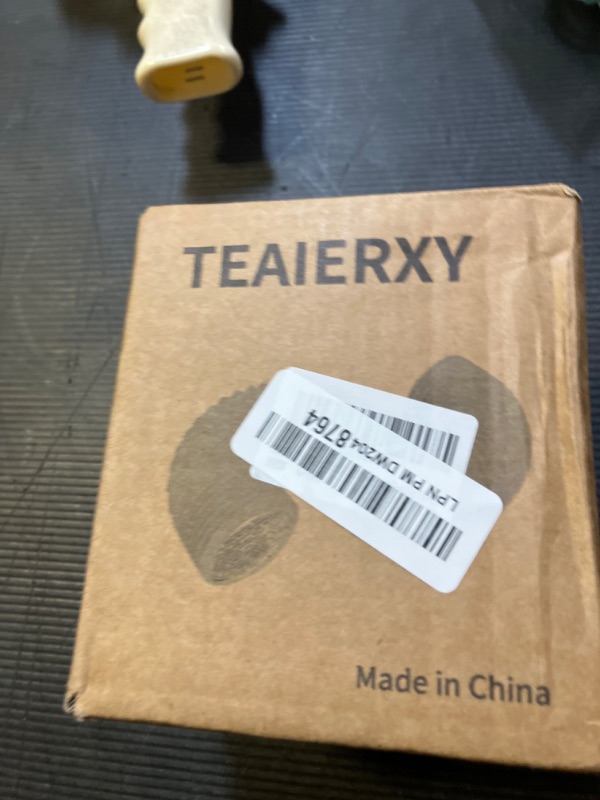 TEAIERXY
LPN PM DW2048764
Made in China